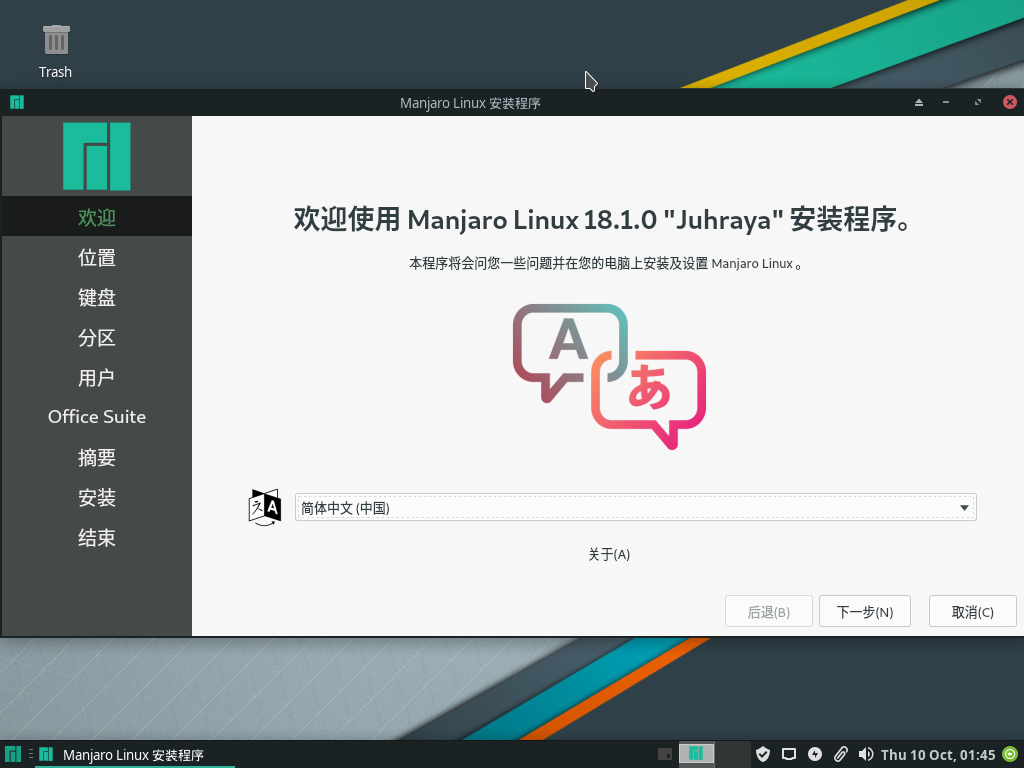 Trash
Manjaro Linux 安装程序
欢迎
位置
键盘
分区
用户
Office Suite
摘要
安装
结束
欢迎使用 Manjaro Linux 18.1.0 "Juhraya" 安装程序。
本程序将会问您一些问题并在您的电脑上安装及设置 Manjaro Linux 。
A
あ
A
简体中文 (中国)
关于(A)
后退(B)
下一步(N)
取消(C)
Manjaro Linux 安装程序
Thu 10 Oct, 01:45